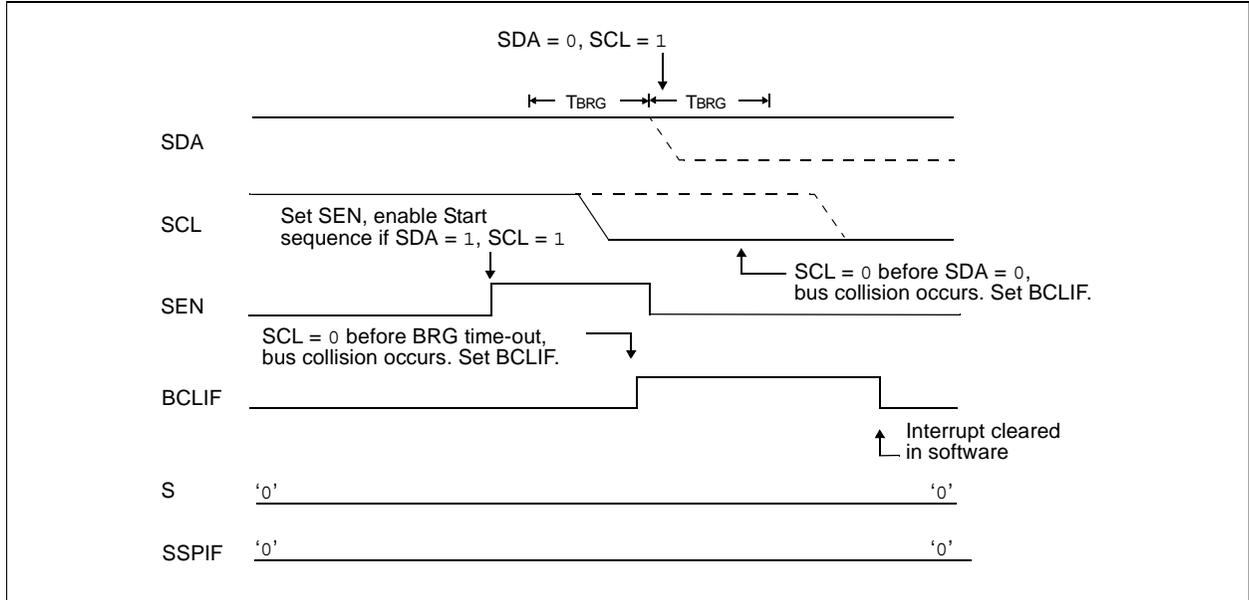 SDA = 0, SCL = 1
TBRG TBRG
SDA
SCL
Set SEN, enable Start
sequence if SDA = 1, SCL = 1
SCL = 0 before SDA = 0,
bus collision occurs. Set BCLIF.
SEN
SCL = 0 before BRG time-out,
bus collision occurs. Set BCLIF.
BCLIF
Interrupt cleared
in software
S ‘0’ ‘0’
SSPIF ‘0’ ‘0’